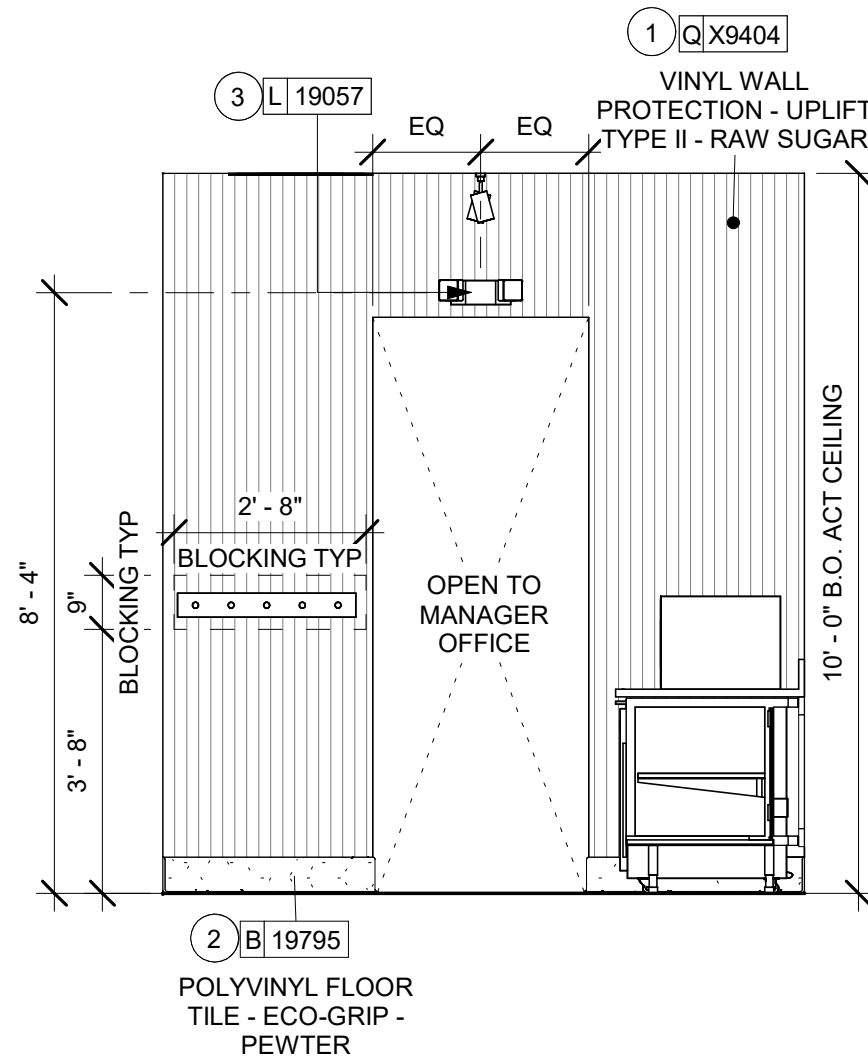 1 Q X9404
VINYL WALL
PROTECTION - UPLIFT
TYPE II - RAW SUGAR
3 L 19057
EQ EQ
8' - 4"
BLOCKING TYP
9"
3' - 8"
2' - 8"
BLOCKING TYP
OPEN TO
MANAGER
OFFICE
10' - 0" B.O. ACT CEILING
2 B 19795
POLYVINYL FLOOR
TILE - ECO-GRIP -
PEWTER